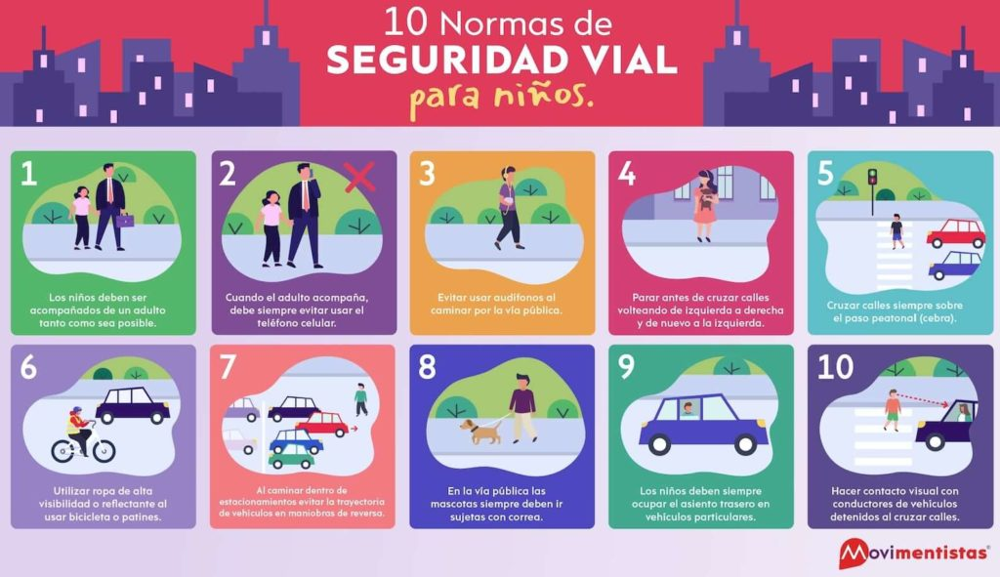 10 Normas de
SEGURIDAD VIAL
para niños.
1
Los niños deben ser
acompañados de un adulto
tanto como sea posible.
2
Cuando el adulto acompaña,
debe siempre evitar usar el
teléfono celular.
3
Evitar usar audífonos al
caminar por la vía pública.
4
Parar antes de cruzar calles
volteando de izquierda a derecha
y de nuevo a la izquierda.
5
Cruzar calles siempre sobre
el paso peatonal (cebra).
6
Utilizar ropa de alta
visibilidad o reflectante al
usar bicicleta o patines.
7
Al caminar dentro de
estacionamientos evitar la trayectoria
de vehículos en maniobras de reversa.
8
En la vía pública las
mascotas siempre deben ir
sujetas con correa.
9
Los niños deben siempre
ocupar el asiento trasero en
vehículos particulares.
10
Hacer contacto visual con
conductores de vehículos
detenidos al cruzar calles.
Movimentistas®